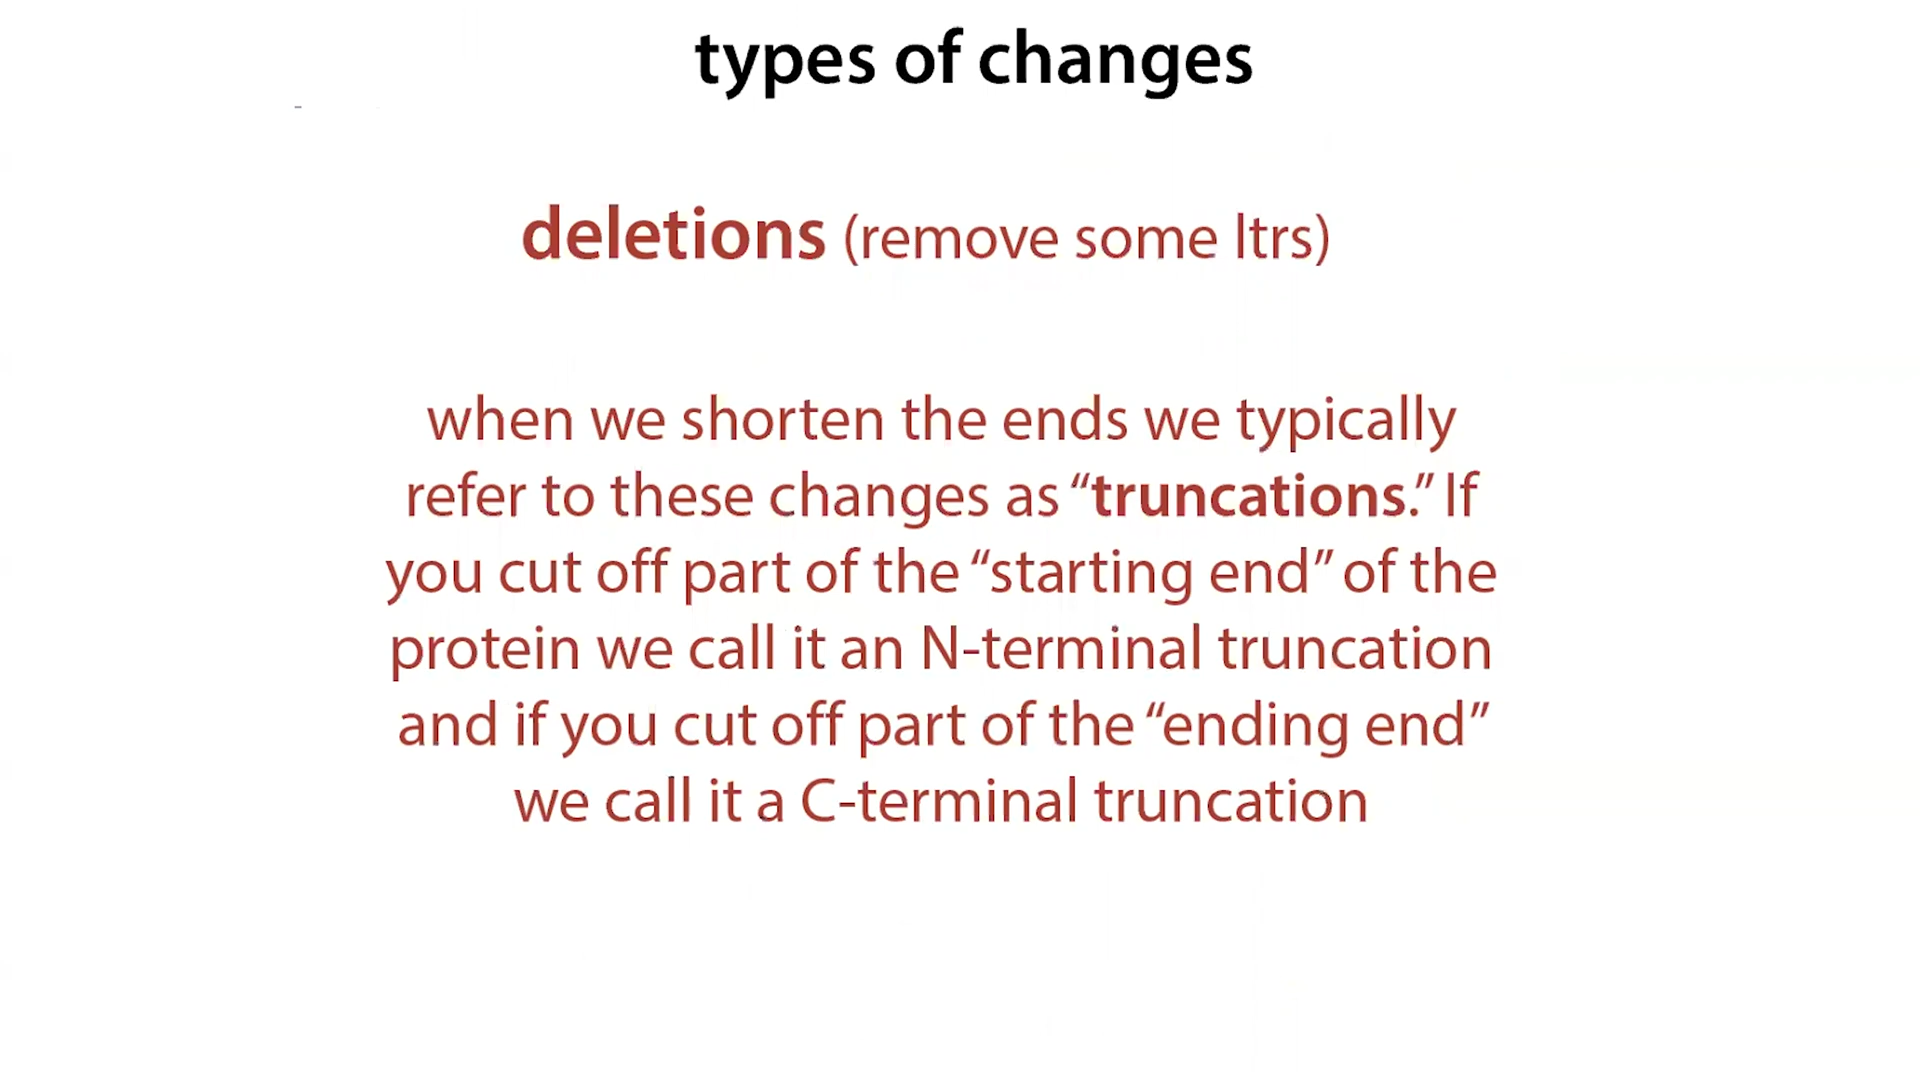 types of changes
deletions (remove some ltrs)
when we shorten the ends we typically
refer to these changes as “truncations.” If
you cut off part of the “starting end” of the
protein we call it an N-terminal truncation
and if you cut off part of the “ending end”
we call it a C-terminal truncation